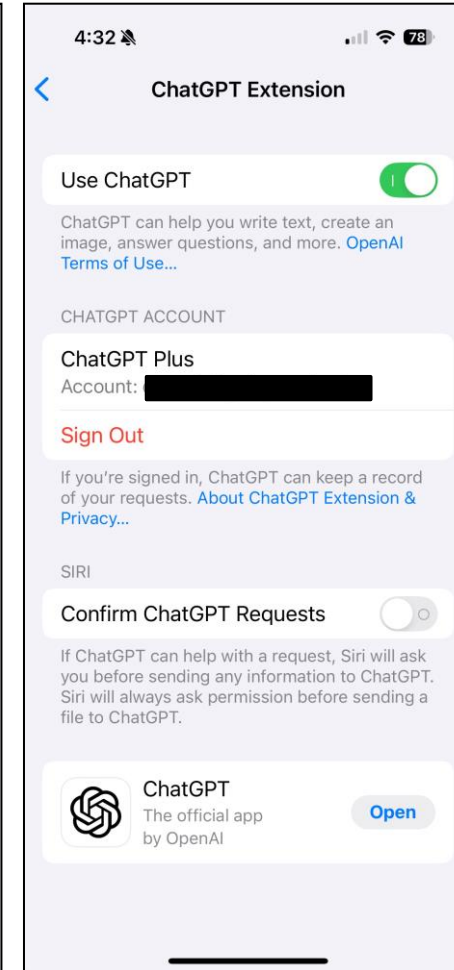 4:32
78
ChatGPT Extension
Use ChatGPT
ChatGPT can help you write text, create an
image, answer questions, and more. OpenAI
Terms of Use...
CHATGPT ACCOUNT
ChatGPT Plus
Account:
Sign Out
If you're signed in, ChatGPT can keep a record
of your requests. About ChatGPT Extension &
Privacy...
SIRI
Confirm ChatGPT Requests
If ChatGPT can help with a request, Siri will ask
you before sending any information to ChatGPT.
Siri will always ask permission before sending a
file to ChatGPT.
ChatGPT
The official app
by OpenAI
Open